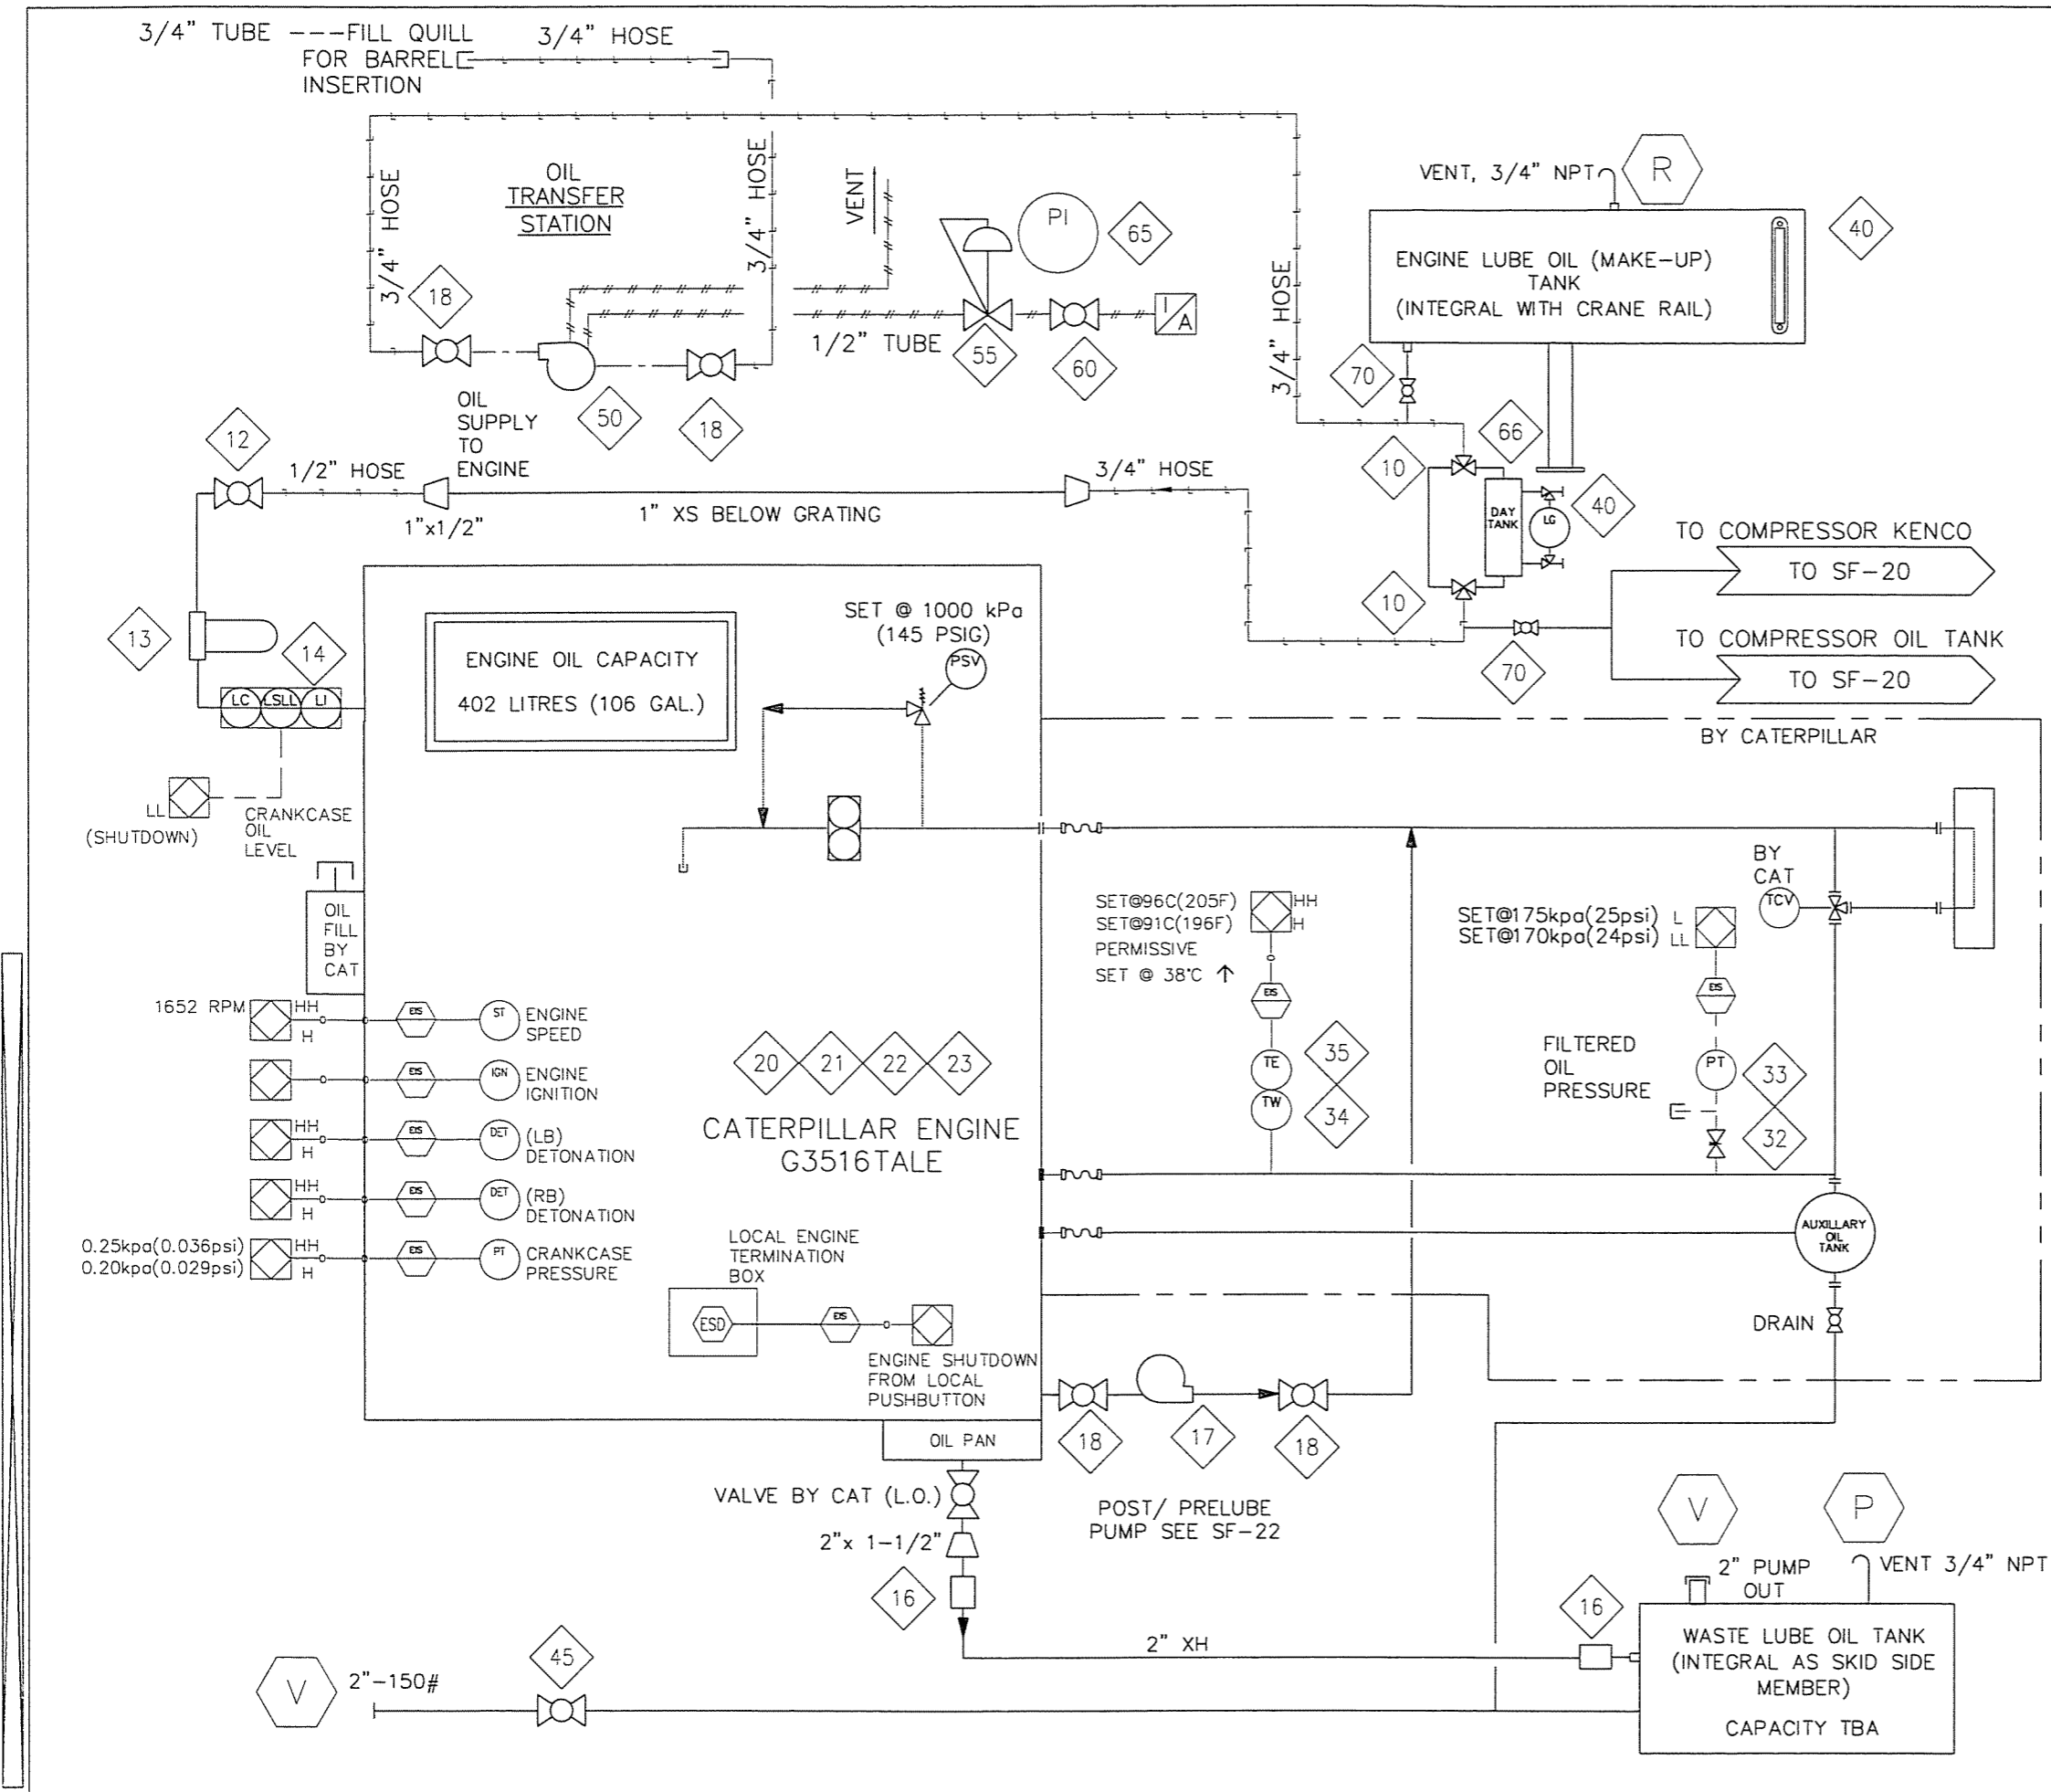 3/4" TUBE ---FILL QUILL
FOR BARREL
INSERTION
3/4" HOSE
OIL
TRANSFER
STATION
3/4" HOSE
3/4" HOSE
VENT
PI
65
18
50
18
1/2" TUBE
55
60
I/A
3/4" HOSE
VENT, 3/4" NPT
R
40
ENGINE LUBE OIL (MAKE-UP)
TANK
(INTEGRAL WITH CRANE RAIL)
70
66
10
DAY
TANK
LG
40
10
70
TO COMPRESSOR KENCO
TO SF-20
TO COMPRESSOR OIL TANK
TO SF-20
OIL
SUPPLY
TO
ENGINE
12
1/2" HOSE
1"x1/2"
1" XS BELOW GRATING
3/4" HOSE
13
14
LC
LSLL
LI
LL
(SHUTDOWN)
CRANKCASE
OIL
LEVEL
ENGINE OIL CAPACITY
402 LITRES (106 GAL.)
SET @ 1000 kPa
(145 PSIG)
PSV
BY CATERPILLAR
OIL
FILL
BY
CAT
1652 RPM
HH
H
EIS
ST
ENGINE
SPEED
EIS
IGN
ENGINE
IGNITION
HH
H
EIS
DET
(LB)
DETONATION
HH
H
EIS
DET
(RB)
DETONATION
0.25kpa(0.036psi)
0.20kpa(0.029psi)
HH
H
EIS
PT
CRANKCASE
PRESSURE
20
21
22
23
CATERPILLAR ENGINE
G3516TALE
LOCAL ENGINE
TERMINATION
BOX
ESD
EIS
ENGINE SHUTDOWN
FROM LOCAL
PUSHBUTTON
SET@96C(205F)
SET@91C(196F)
PERMISSIVE
SET @ 38°C ↑
HH
H
EIS
TE
TW
35
34
BY
CAT
TCV
SET@175kpa(25psi) L
SET@170kpa(24psi) LL
EIS
FILTERED
OIL
PRESSURE
PT
33
32
AUXILLARY
OIL
TANK
DRAIN
OIL PAN
18
17
18
POST/ PRELUBE
PUMP SEE SF-22
VALVE BY CAT (L.O.)
2"x 1-1/2"
16
2" XH
V
2"-150#
45
V
P
2" PUMP
OUT
VENT 3/4" NPT
16
WASTE LUBE OIL TANK
(INTEGRAL AS SKID SIDE
MEMBER)
CAPACITY TBA